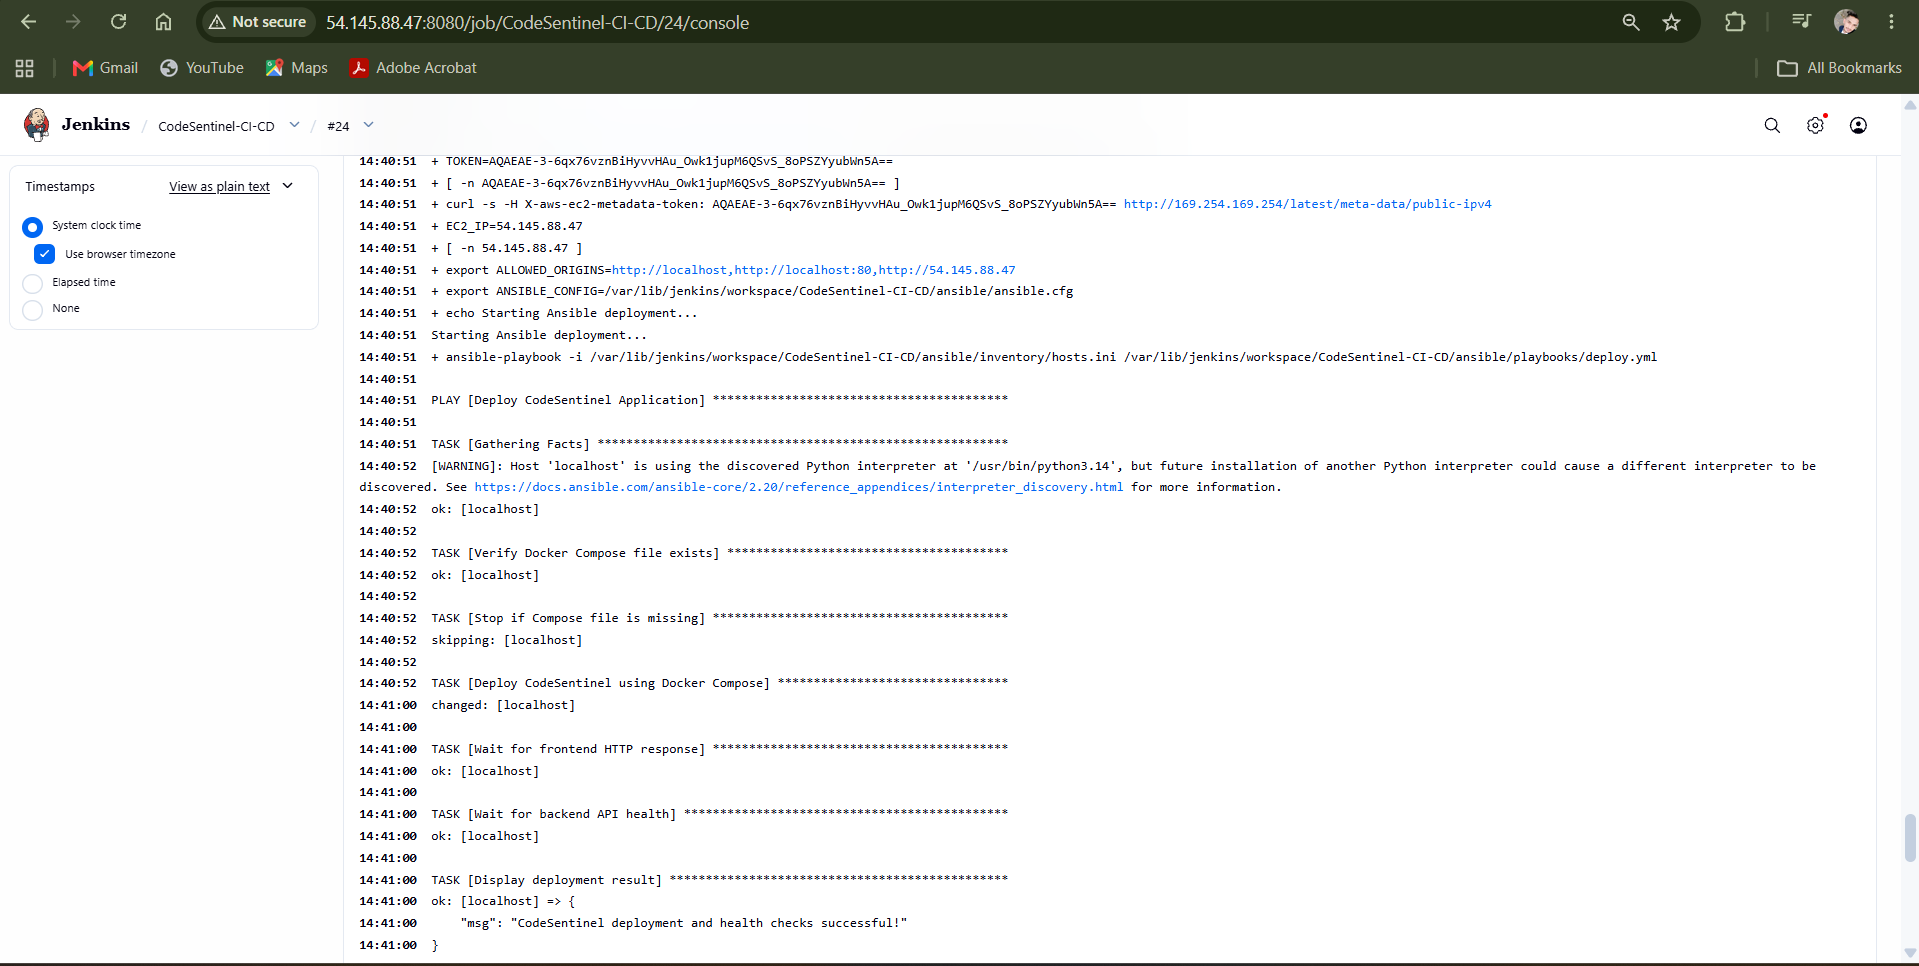 Not secure 54.145.88.47:8080/job/CodeSentinel-CI-CD/24/console
Gmail YouTube Maps Adobe Acrobat All Bookmarks
Jenkins / CodeSentinel-CI-CD / #24
Timestamps View as plain text
System clock time
Use browser timezone
Elapsed time
None
14:40:51 + TOKEN=AQAEAE-3-6qx76vznBiHyvvHAu_Owk1jupM6QSvS_8oPSZYyubWn5A==
14:40:51 + [ -n AQAEAE-3-6qx76vznBiHyvvHAu_Owk1jupM6QSvS_8oPSZYyubWn5A== ]
14:40:51 + curl -s -H X-aws-ec2-metadata-token: AQAEAE-3-6qx76vznBiHyvvHAu_Owk1jupM6QSvS_8oPSZYyubWn5A== http://169.254.169.254/latest/meta-data/public-ipv4
14:40:51 + EC2_IP=54.145.88.47
14:40:51 + [ -n 54.145.88.47 ]
14:40:51 + export ALLOWED_ORIGINS=http://localhost,http://localhost:80,http://54.145.88.47
14:40:51 + export ANSIBLE_CONFIG=/var/lib/jenkins/workspace/CodeSentinel-CI-CD/ansible/ansible.cfg
14:40:51 + echo Starting Ansible deployment...
14:40:51 Starting Ansible deployment...
14:40:51 + ansible-playbook -i /var/lib/jenkins/workspace/CodeSentinel-CI-CD/ansible/inventory/hosts.ini /var/lib/jenkins/workspace/CodeSentinel-CI-CD/ansible/playbooks/deploy.yml
14:40:51
14:40:51 PLAY [Deploy CodeSentinel Application] *****************************************
14:40:51
14:40:51 TASK [Gathering Facts] *********************************************************
14:40:52 [WARNING]: Host 'localhost' is using the discovered Python interpreter at '/usr/bin/python3.14', but future installation of another Python interpreter could cause a different interpreter to be
discovered. See https://docs.ansible.com/ansible-core/2.20/reference_appendices/interpreter_discovery.html for more information.
14:40:52 ok: [localhost]
14:40:52
14:40:52 TASK [Verify Docker Compose file exists] ***************************************
14:40:52 ok: [localhost]
14:40:52
14:40:52 TASK [Stop if Compose file is missing] *****************************************
14:40:52 skipping: [localhost]
14:40:52
14:40:52 TASK [Deploy CodeSentinel using Docker Compose] ********************************
14:41:00 changed: [localhost]
14:41:00
14:41:00 TASK [Wait for frontend HTTP response] *****************************************
14:41:00 ok: [localhost]
14:41:00
14:41:00 TASK [Wait for backend API health] *********************************************
14:41:00 ok: [localhost]
14:41:00
14:41:00 TASK [Display deployment result] ***********************************************
14:41:00 ok: [localhost] => {
14:41:00 "msg": "CodeSentinel deployment and health checks successful!"
14:41:00 }